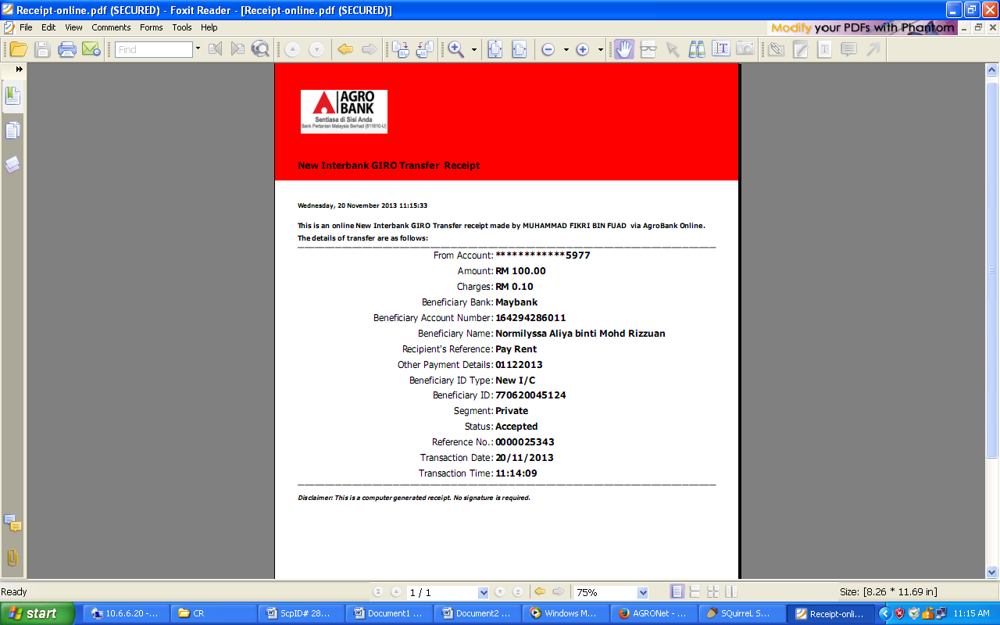 Receipt-online.pdf (SECURED) - Foxit Reader - [Receipt-online.pdf (SECURED)]
File Edit View Comments Forms Tools Help
Modify your PDFs with Phantom
Find
AGRO
BANK
Sentiasa di Sisi Anda
Bank Pertanian Malaysia Berhad (811810-U)
New Interbank GIRO Transfer Receipt
Wednesday, 20 November 2013 11:15:33
This is an online New Interbank GIRO Transfer receipt made by MUHAMMAD FIKRI BIN FUAD via AgroBank Online.
The details of transfer are as follows:
From Account: ************5977
Amount: RM 100.00
Charges: RM 0.10
Beneficiary Bank: Maybank
Beneficiary Account Number: 164294286011
Beneficiary Name: Normilyssa Aliya binti Mohd Rizzuan
Recipient's Reference: Pay Rent
Other Payment Details: 01122013
Beneficiary ID Type: New I/C
Beneficiary ID: 770620045124
Segment: Private
Status: Accepted
Reference No.: 0000025343
Transaction Date: 20/11/2013
Transaction Time: 11:14:09
Disclaimer: This is a computer generated receipt. No signature is required.
Ready 1 / 1 75% Size: [8.26 * 11.69 in]
start 10.6.6.20 -... CR ScpID# 28... Document1 ... Document2 ... Windows M... AGRONet - ... SQuirreL S... Receipt-onli... 11:15 AM